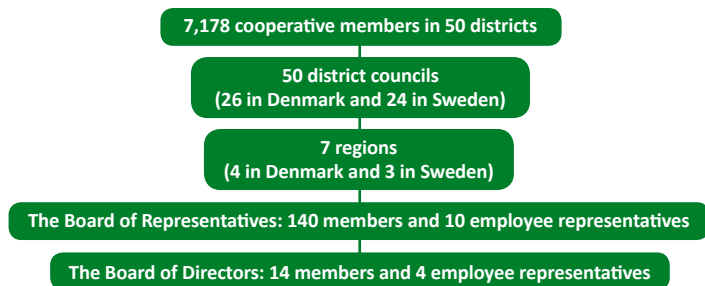 7,178 cooperative members in 50 districts
50 district councils
(26 in Denmark and 24 in Sweden)
7 regions
(4 in Denmark and 3 in Sweden)
The Board of Representatives: 140 members and 10 employee representatives
The Board of Directors: 14 members and 4 employee representatives